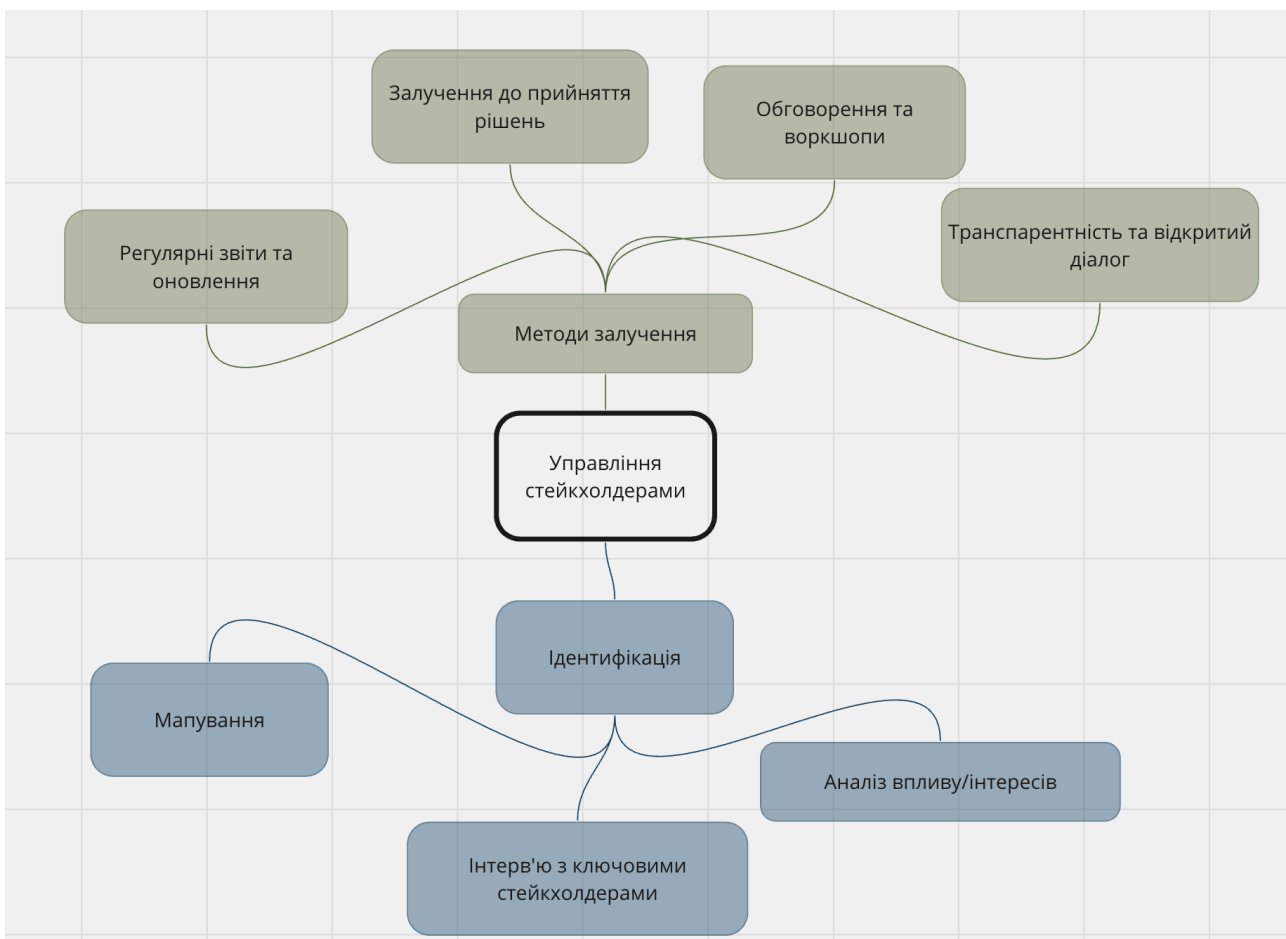 Залучення до прийняття
рішень
Обговорення та
воркшопи
Транспарентність та відкритий
діалог
Регулярні звіти та
оновлення
Методи залучення
Управління
стейкхолдерами
Ідентифікація
Мапування
Аналіз впливу/інтересів
Інтерв'ю з ключовими
стейкхолдерами